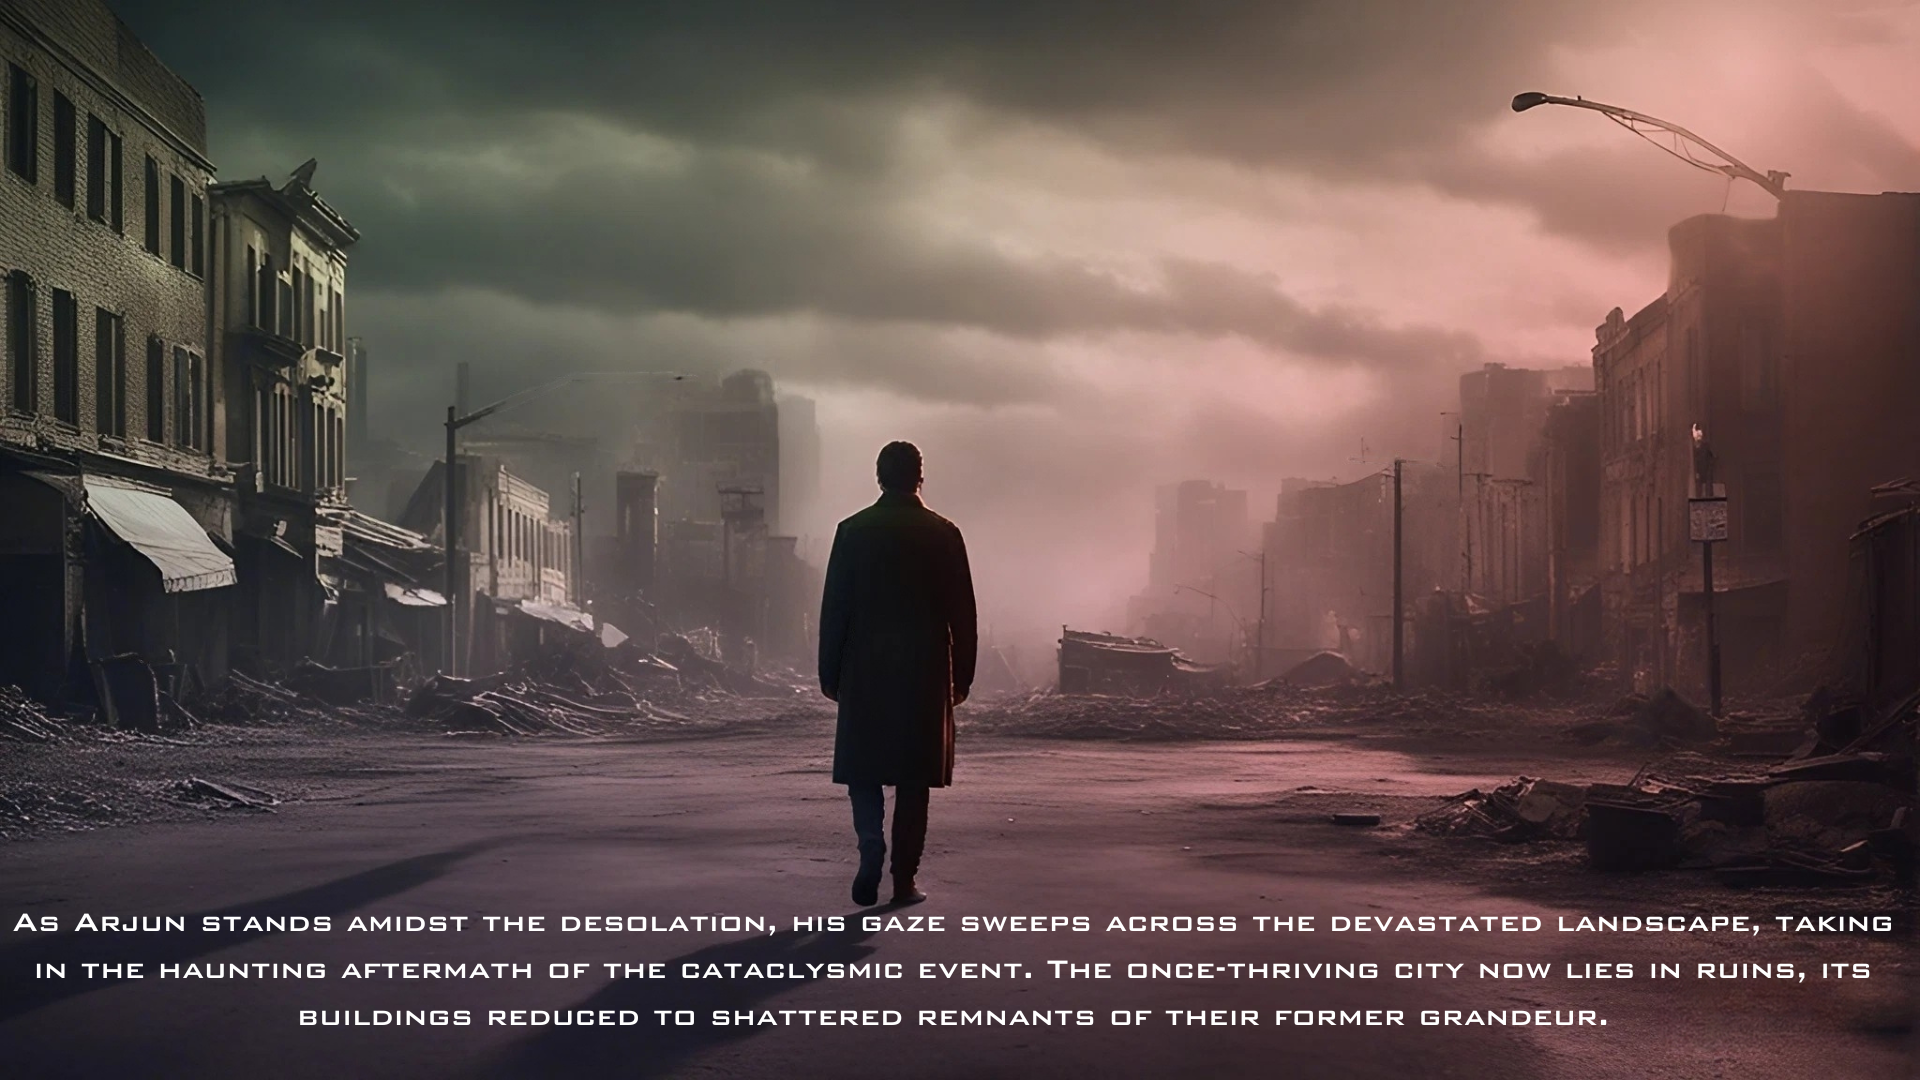 As Arjun stands amidst the desolation, his gaze sweeps across the devastated landscape, taking
in the haunting aftermath of the cataclysmic event. The once-thriving city now lies in ruins, its
buildings reduced to shattered remnants of their former grandeur.